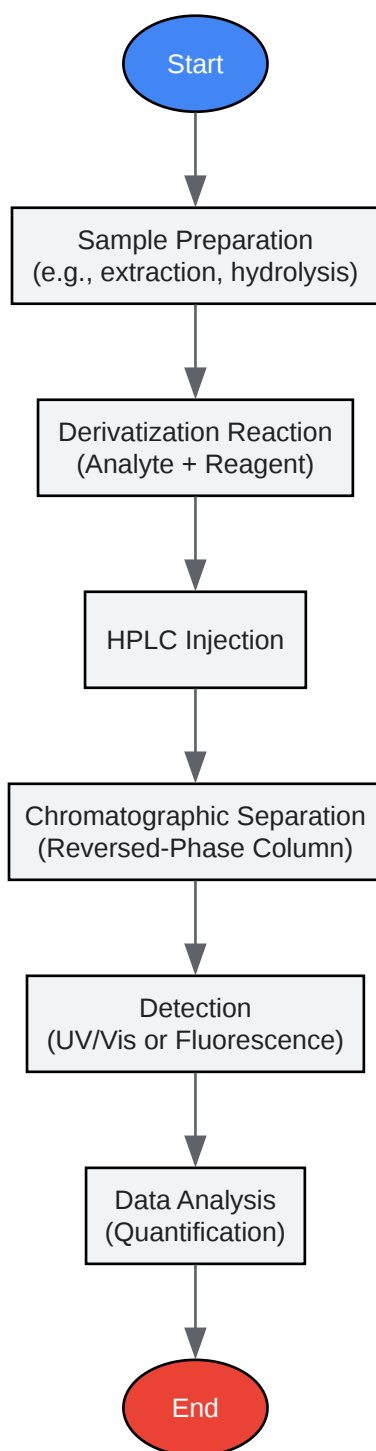 Start
Sample Preparation
(e.g., extraction, hydrolysis)
Derivatization Reaction
(Analyte + Reagent)
HPLC Injection
Chromatographic Separation
(Reversed-Phase Column)
Detection
(UV/Vis or Fluorescence)
Data Analysis
(Quantification)
End